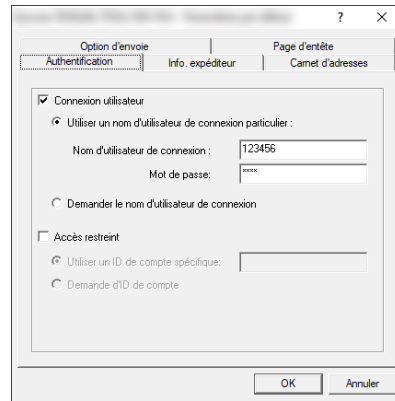 ? ×
Option d'envoie Page d'entête
Authentification Info. expéditeur Carnet d'adresses
Connexion utilisateur
Utiliser un nom d'utilisateur de connexion particulier :
Nom d'utilisateur de connexion : 123456
Mot de passe: ****
Demander le nom d'utilisateur de connexion
Accès restreint
Utiliser un ID de compte spécifique:
Demande d'ID de compte
OK Annuler